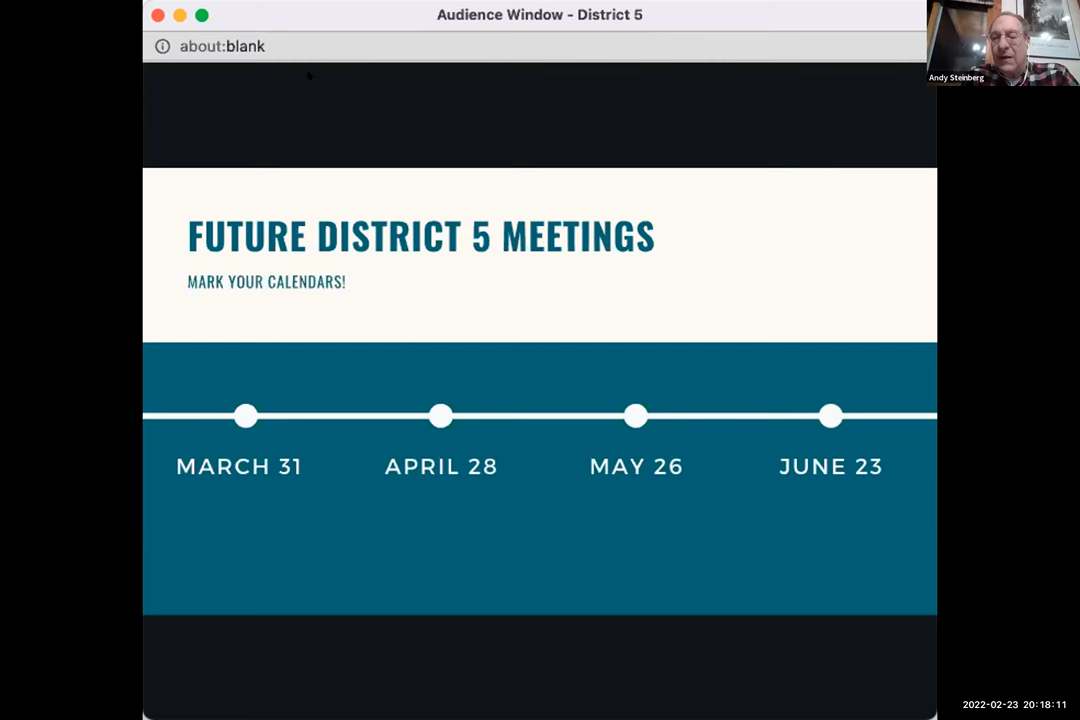 Audience Window - District 5
about:blank
Andy Steinberg
FUTURE DISTRICT 5 MEETINGS
MARK YOUR CALENDARS!
MARCH 31
APRIL 28
MAY 26
JUNE 23
2022-02-23 20:18:11